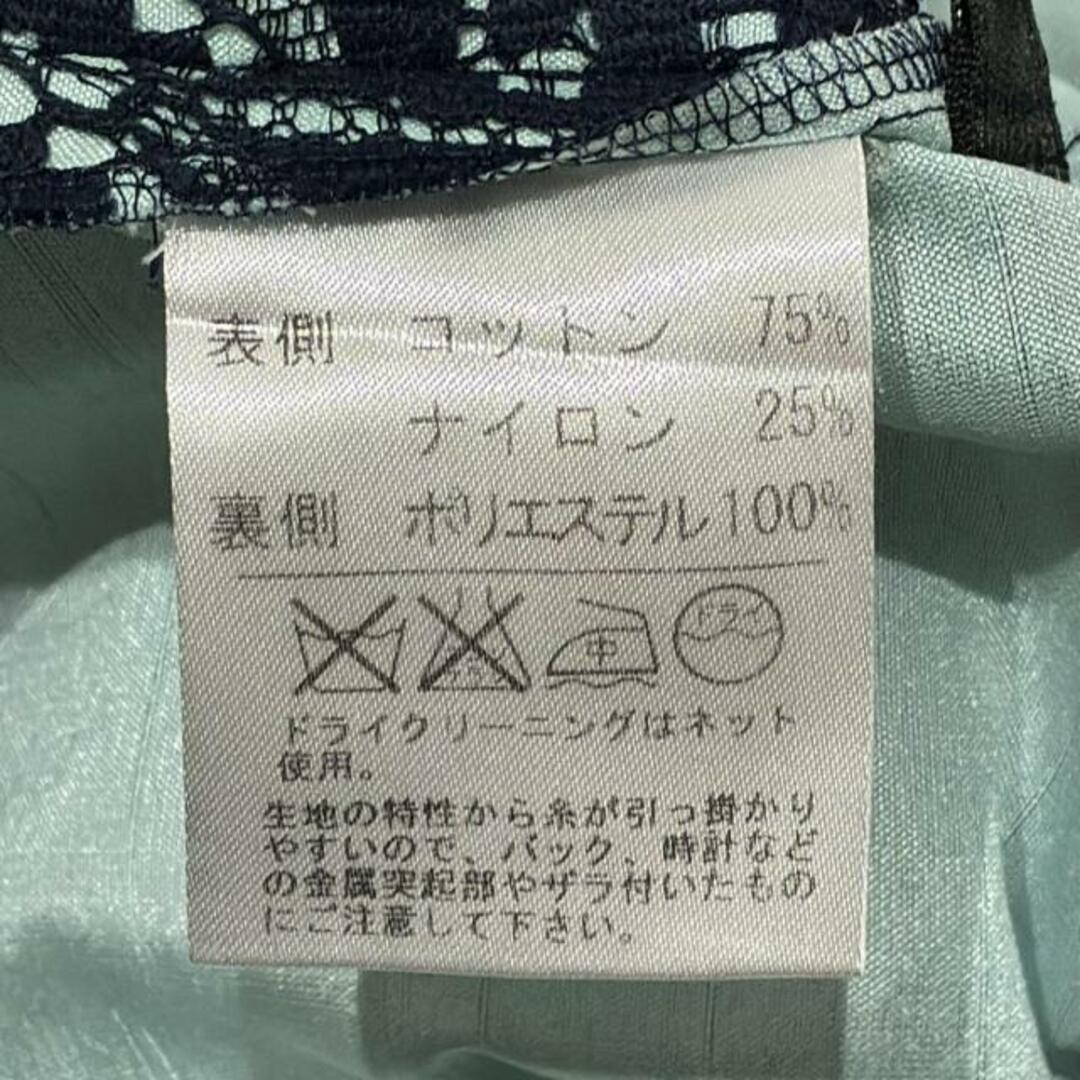 表側 コットン 75%
ナイロン 25%
裏側 ポリエステル100%
中 ドライ
ドライクリーニングはネット
使用。
生地の特性から糸が引っ掛かり
やすいので、バック、時計など
の金属突起部やザラ付いたもの
にご注意して下さい。